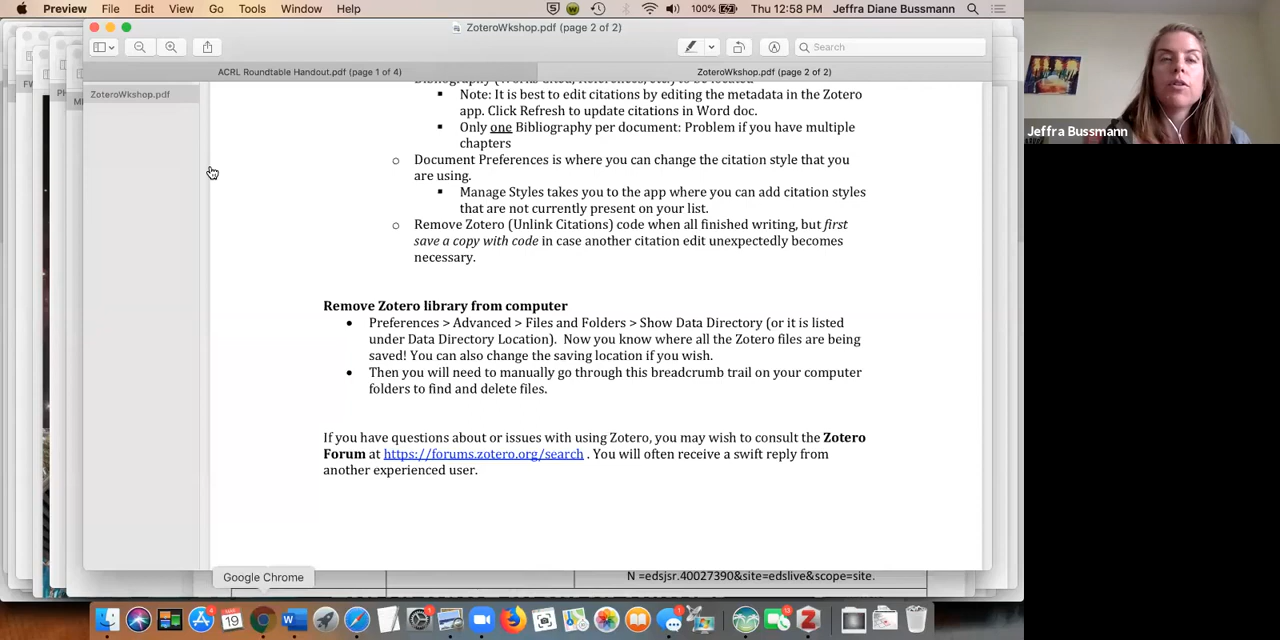 Preview File Edit View Go Tools Window Help 100% Thu 12:58 PM Jeffra Diane Bussmann
ZoteroWkshop.pdf (page 2 of 2)
Search
ACRL Roundtable Handout.pdf (page 1 of 4) ZoteroWkshop.pdf (page 2 of 2)
ZoteroWkshop.pdf
▪ Note: It is best to edit citations by editing the metadata in the Zotero
app. Click Refresh to update citations in Word doc.
▪ Only one Bibliography per document: Problem if you have multiple
chapters
o Document Preferences is where you can change the citation style that you
are using.
▪ Manage Styles takes you to the app where you can add citation styles
that are not currently present on your list.
o Remove Zotero (Unlink Citations) code when all finished writing, but first
save a copy with code in case another citation edit unexpectedly becomes
necessary.
Remove Zotero library from computer
• Preferences > Advanced > Files and Folders > Show Data Directory (or it is listed
under Data Directory Location). Now you know where all the Zotero files are being
saved! You can also change the saving location if you wish.
• Then you will need to manually go through this breadcrumb trail on your computer
folders to find and delete files.
If you have questions about or issues with using Zotero, you may wish to consult the Zotero
Forum at https://forums.zotero.org/search . You will often receive a swift reply from
another experienced user.
Google Chrome
N =edsjsr.40027390&site=edslive&scope=site.
Jeffra Bussmann
MAR
19